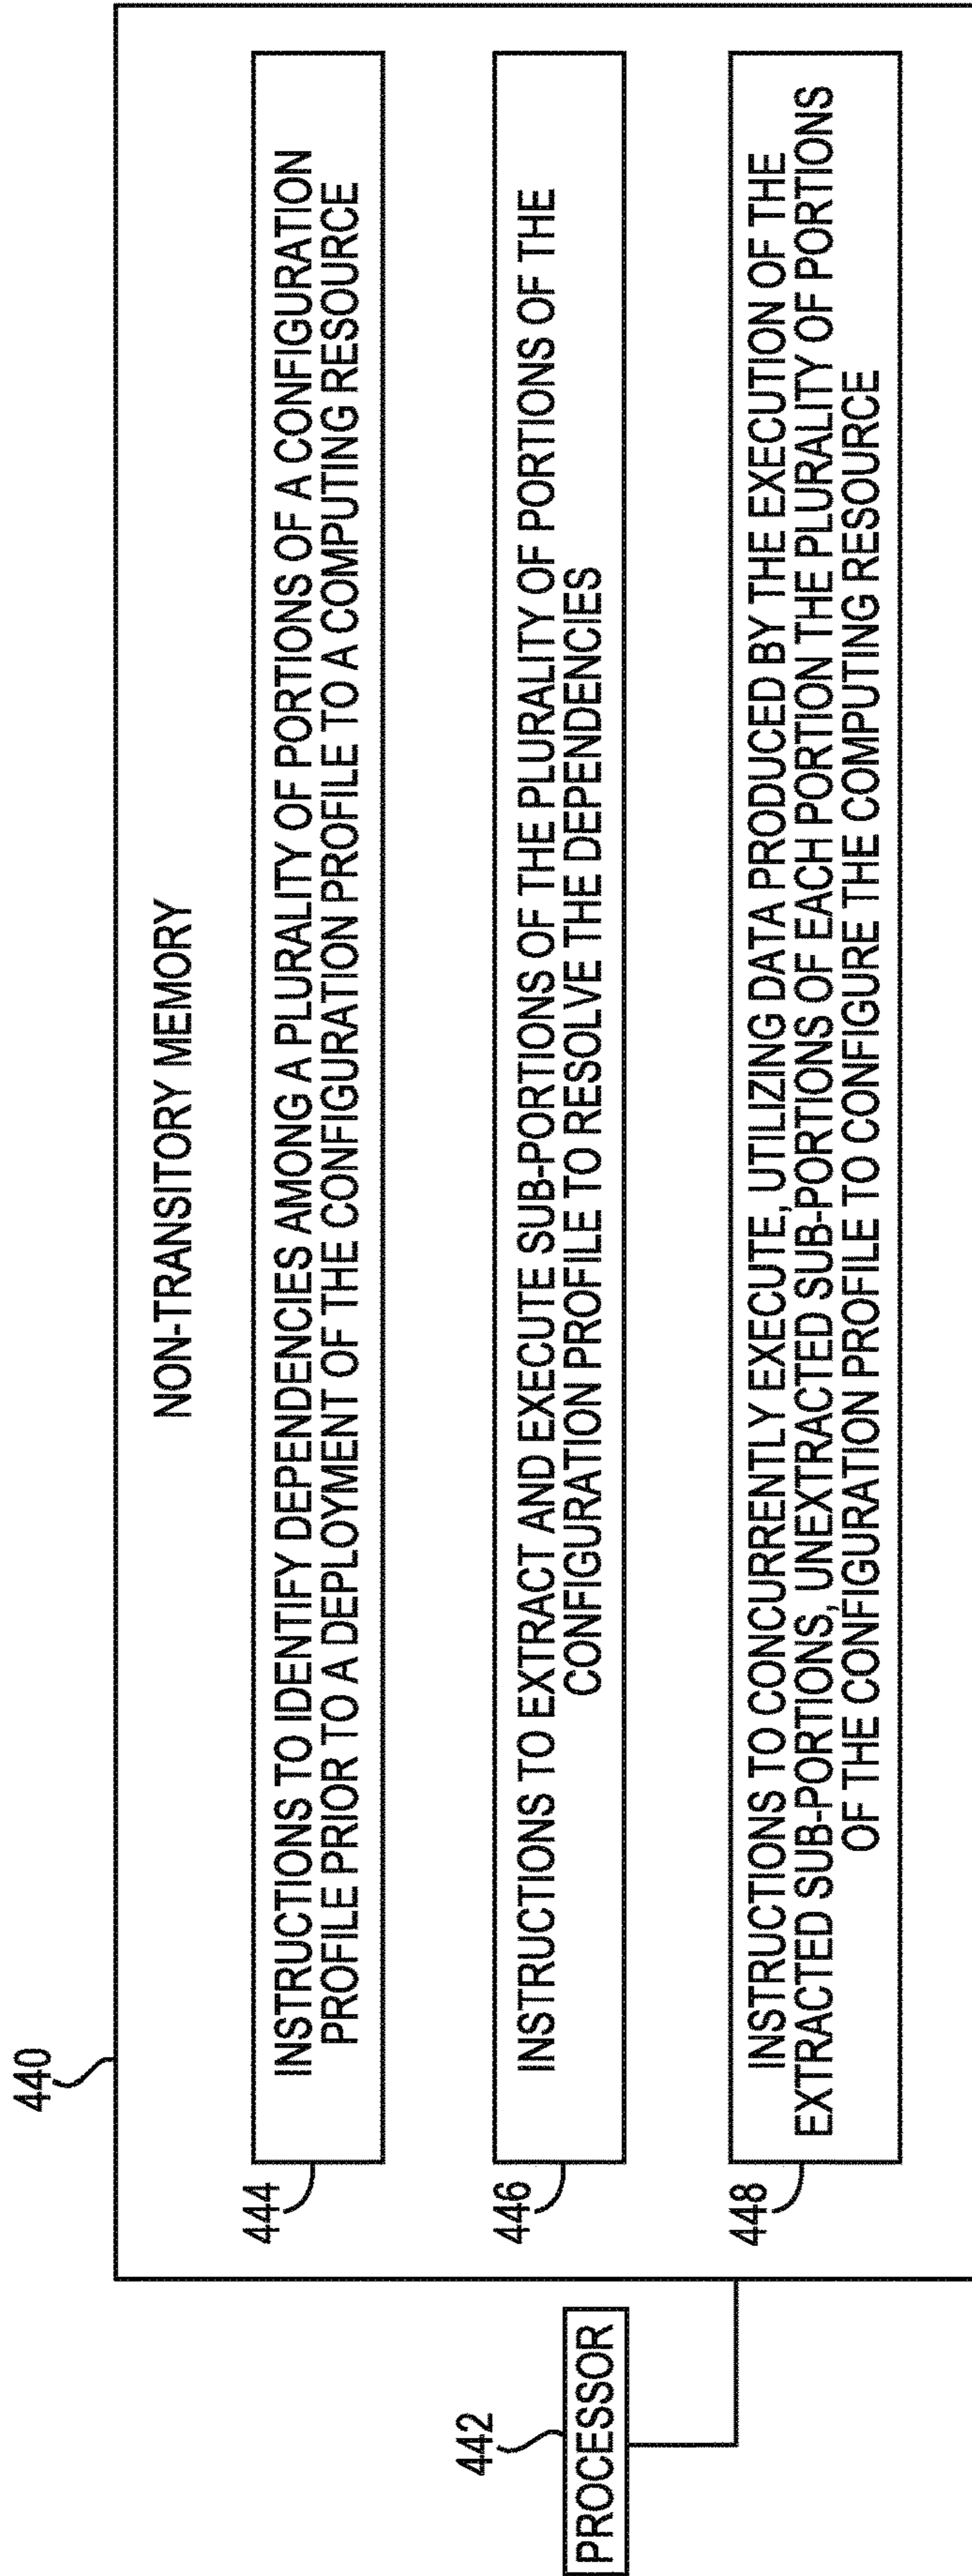 440
NON-TRANSITORY MEMORY
444
INSTRUCTIONS TO IDENTIFY DEPENDENCIES AMONG A PLURALITY OF PORTIONS OF A CONFIGURATION
PROFILE PRIOR TO A DEPLOYMENT OF THE CONFIGURATION PROFILE TO A COMPUTING RESOURCE
446
INSTRUCTIONS TO EXTRACT AND EXECUTE SUB-PORTIONS OF THE PLURALITY OF PORTIONS OF THE
CONFIGURATION PROFILE TO RESOLVE THE DEPENDENCIES
448
INSTRUCTIONS TO CONCURRENTLY EXECUTE, UTILIZING DATA PRODUCED BY THE EXECUTION OF THE
EXTRACTED SUB-PORTIONS, UNEXTRACTED SUB-PORTIONS OF EACH PORTION THE PLURALITY OF PORTIONS
OF THE CONFIGURATION PROFILE TO CONFIGURE THE COMPUTING RESOURCE
442
PROCESSOR